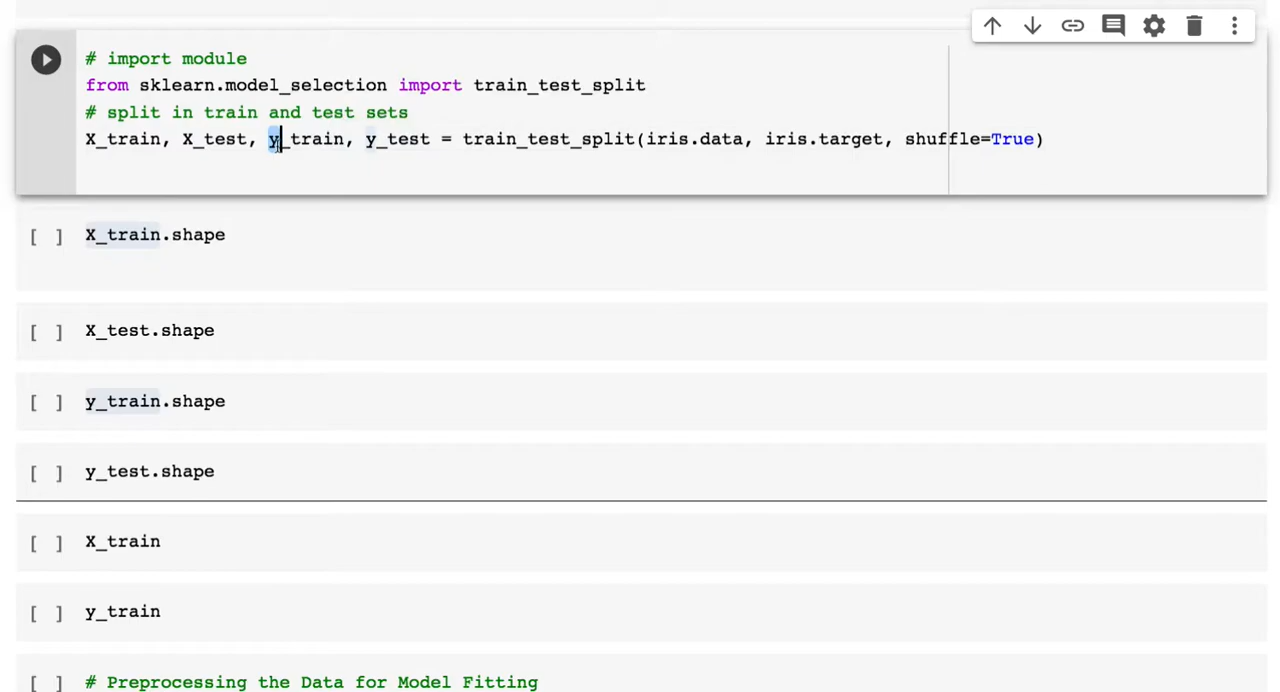 # import module
from sklearn.model_selection import train_test_split
# split in train and test sets
X_train, X_test, y_train, y_test = train_test_split(iris.data, iris.target, shuffle=True)
[ ] X_train.shape
[ ] X_test.shape
[ ] y_train.shape
[ ] y_test.shape
[ ] X_train
[ ] y_train
[ ] # Preprocessing the Data for Model Fitting